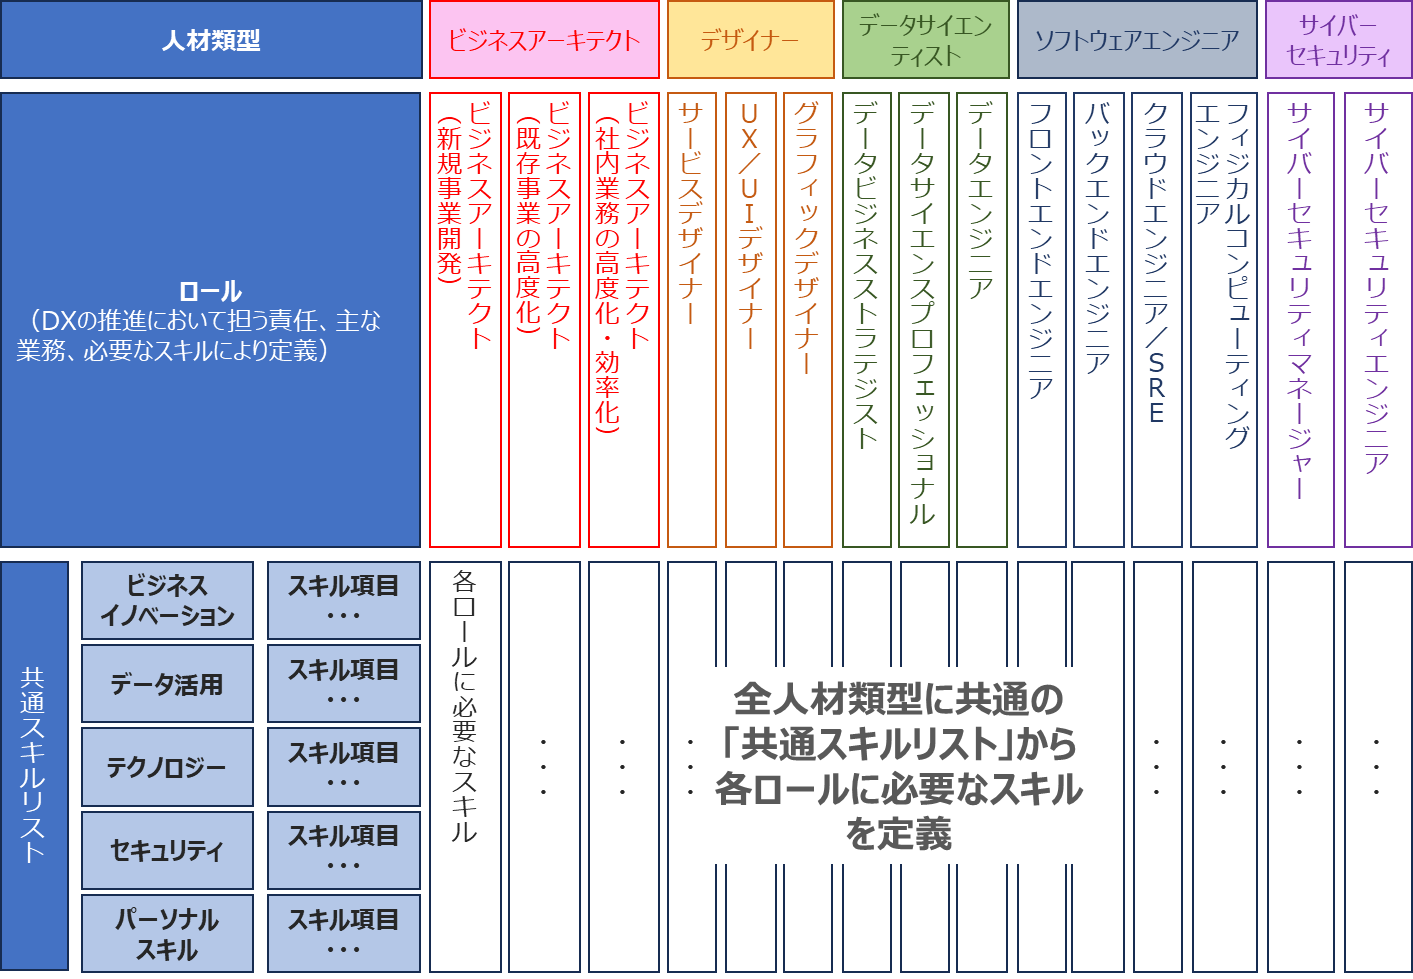 人材類型
ビジネスアーキテクト
デザイナー
データサイエン
ティスト
ソフトウェアエンジニア
サイバー
セキュリティ
ロール
（DXの推進において担う責任、主な
業務、必要なスキルにより定義）
ビジネスアーキテクト
（新規事業開発）
ビジネスアーキテクト
（既存事業の高度化）
ビジネスアーキテクト
（社内業務の高度化・効率化）
サービスデザイナー
UX／UIデザイナー
グラフィックデザイナー
データビジネスストラテジスト
データサイエンスプロフェッショナル
データエンジニア
フロントエンドエンジニア
バックエンドエンジニア
クラウドエンジニア／SRE
フィジカルコンピューティング
エンジニア
サイバーセキュリティマネージャー
サイバーセキュリティエンジニア
共通スキルリスト
ビジネス
イノベーション
スキル項目
・・・
データ活用
スキル項目
・・・
テクノロジー
スキル項目
・・・
セキュリティ
スキル項目
・・・
パーソナル
スキル
スキル項目
・・・
各ロールに必要なスキル
・・・
・・・
・・・
全人材類型に共通の
「共通スキルリスト」から
各ロールに必要なスキル
を定義
・・・
・・・
・・・
・・・